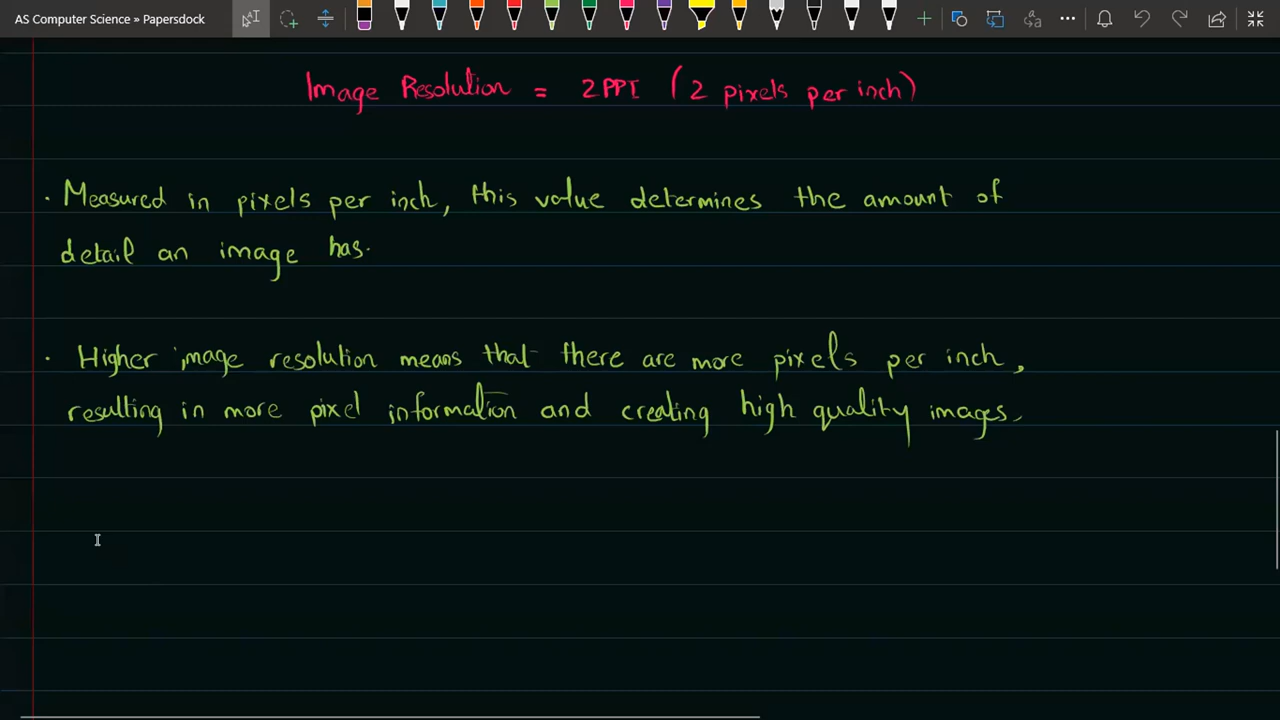 AS Computer Science » Papersdock
Image Resolution = 2PPI (2 pixels per inch)
. Measured in pixels per inch, this value determines the amount of
detail an image has.
. Higher image resolution means that there are more pixels per inch,
resulting in more pixel information and creating high quality images.